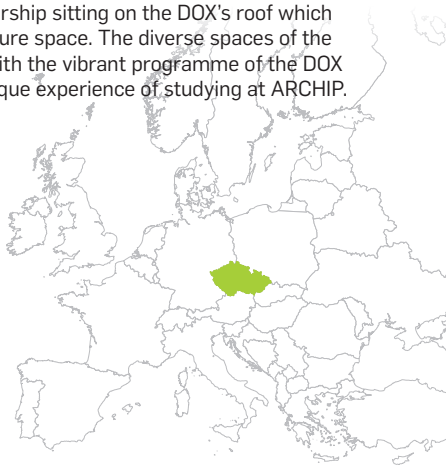 rship sitting on the DOX’s roof which
ure space. The diverse spaces of the
ith the vibrant programme of the DOX
que experience of studying at ARCHIP.